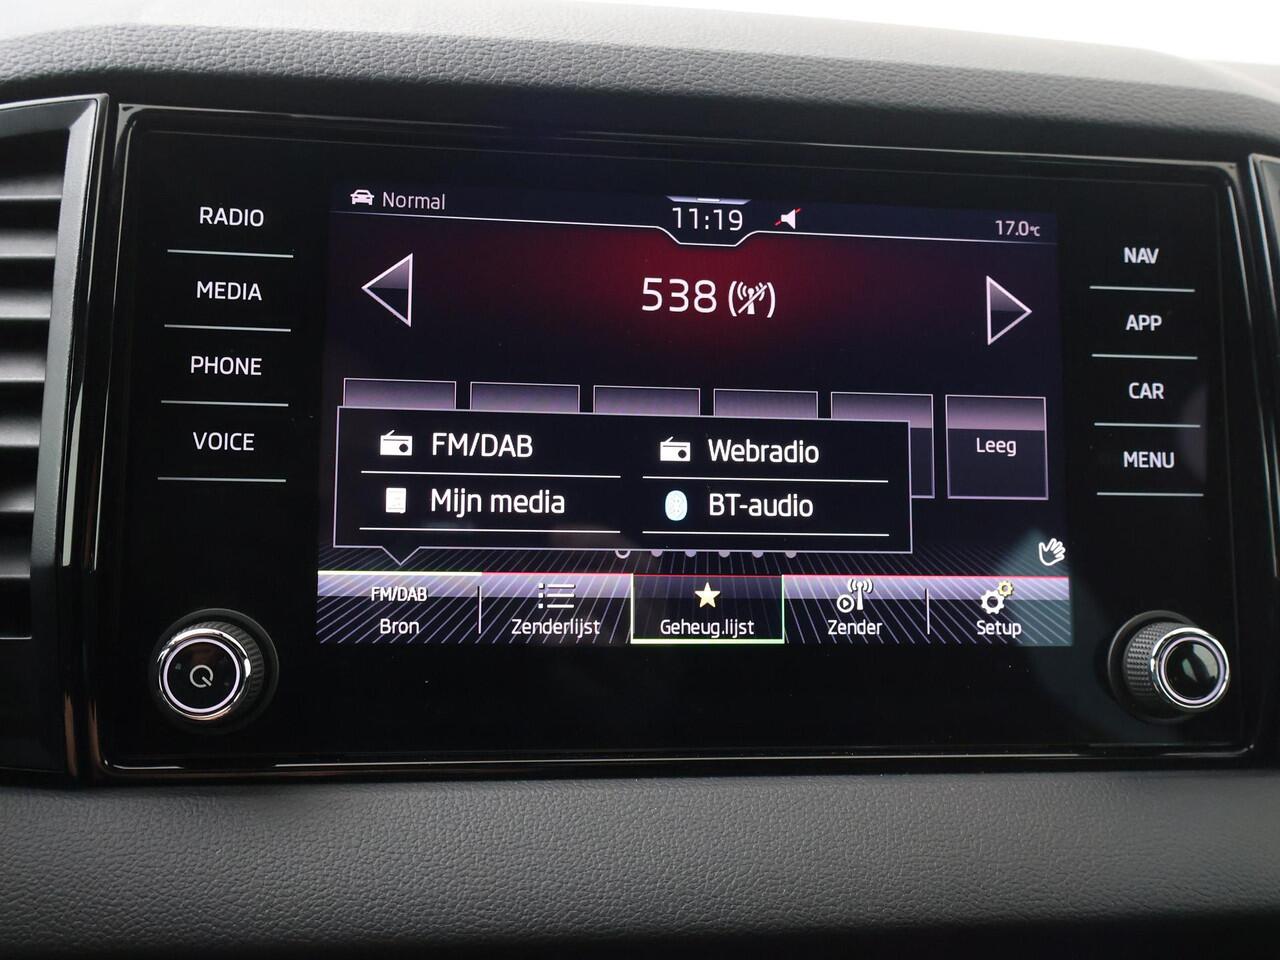 RADIO
MEDIA
PHONE
VOICE
Normal
11:19
17.0°C
538
Leeg
FM/DAB
Webradio
Mijn media
BT-audio
FM/DAB
Bron
Zenderlijst
Geheug.lijst
Zender
Setup
NAV
APP
CAR
MENU